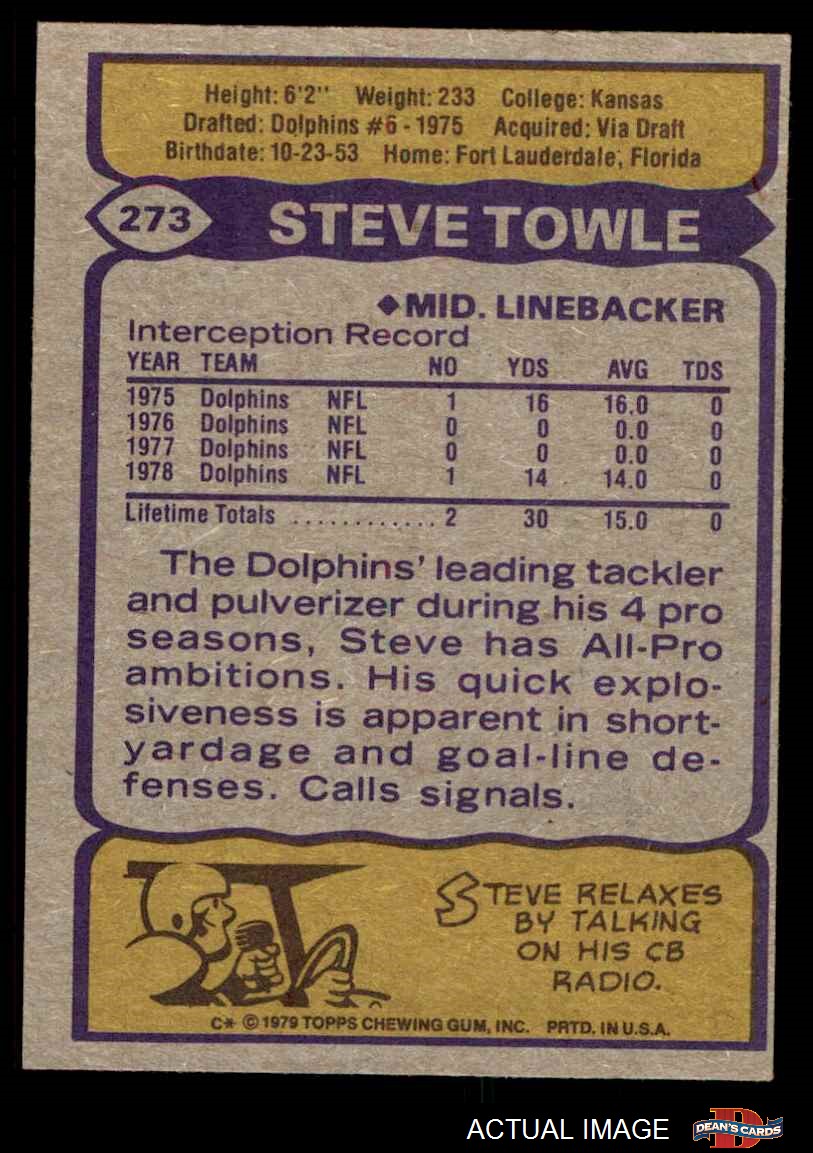 Height: 6'2" Weight: 233 College: Kansas
Drafted: Dolphins #6 - 1975 Acquired: Via Draft
Birthdate: 10-23-53 Home: Fort Lauderdale, Florida
273 STEVE TOWLE
◆MID. LINEBACKER
Interception Record
YEAR TEAM NO YDS AVG TDS
1975 Dolphins NFL 1 16 16.0 0
1976 Dolphins NFL 0 0 0.0 0
1977 Dolphins NFL 0 0 0.0 0
1978 Dolphins NFL 1 14 14.0 0
Lifetime Totals ............ 2 30 15.0 0
The Dolphins' leading tackler
and pulverizer during his 4 pro
seasons, Steve has All-Pro
ambitions. His quick explo-
siveness is apparent in short-
yardage and goal-line de-
fenses. Calls signals.
STEVE RELAXES
BY TALKING
ON HIS CB
RADIO.
C* © 1979 TOPPS CHEWING GUM, INC. PRTD. IN U.S.A.
ACTUAL IMAGE
D
DEAN'S CARDS